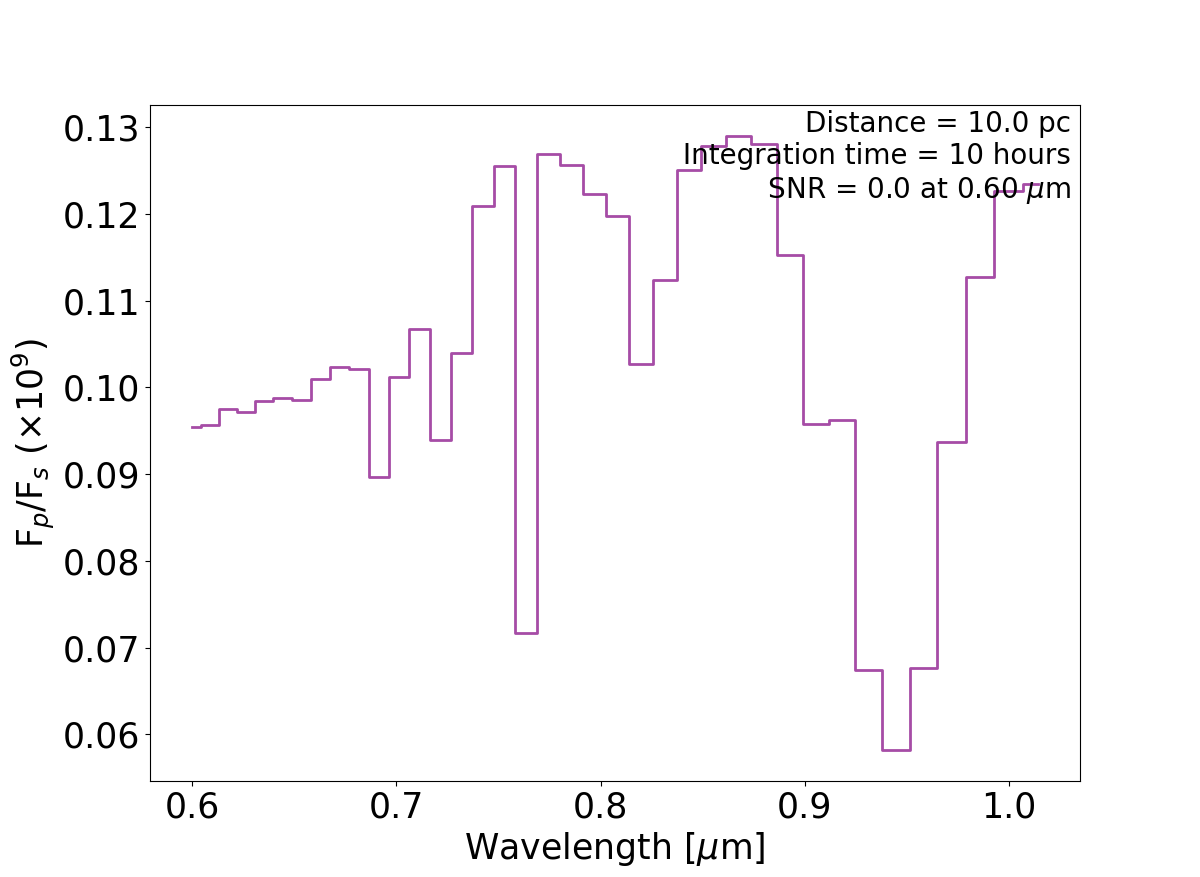 Distance = 10.0 pc
Integration time = 10 hours
SNR = 0.0 at 0.60 μm
0.13
0.12
0.11
0.10
0.09
0.08
0.07
0.06
F_p/F_s (×10^9)
0.6 0.7 0.8 0.9 1.0
Wavelength [μm]